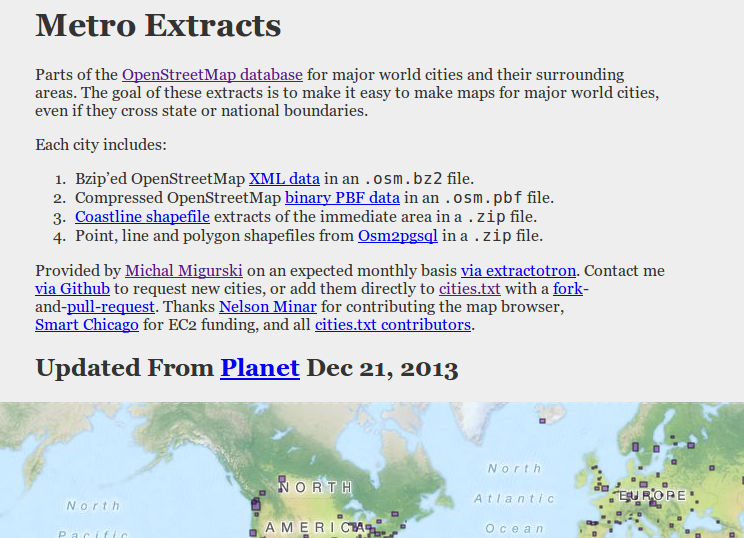 Metro Extracts
Parts of the OpenStreetMap database for major world cities and their surrounding
areas. The goal of these extracts is to make it easy to make maps for major world cities,
even if they cross state or national boundaries.
Each city includes:
1. Bzip’ed OpenStreetMap XML data in an .osm.bz2 file.
2. Compressed OpenStreetMap binary PBF data in an .osm.pbf file.
3. Coastline shapefile extracts of the immediate area in a .zip file.
4. Point, line and polygon shapefiles from Osm2pgsql in a .zip file.
Provided by Michal Migurski on an expected monthly basis via extractotron. Contact me
via Github to request new cities, or add them directly to cities.txt with a fork-
and-pull-request. Thanks Nelson Minar for contributing the map browser,
Smart Chicago for EC2 funding, and all cities.txt contributors.
Updated From Planet Dec 21, 2013
North
Pacific
NORTH
AMERICA
North
Atlantic
Ocean
EUROPE